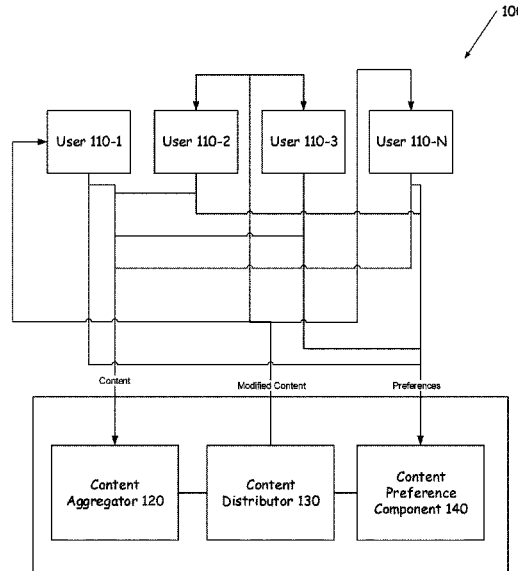 100
User 110-1
User 110-2
User 110-3
User 110-N
Content
Modified Content
Preferences
Content
Aggregator 120
Content
Distributor 130
Content
Preference
Component 140